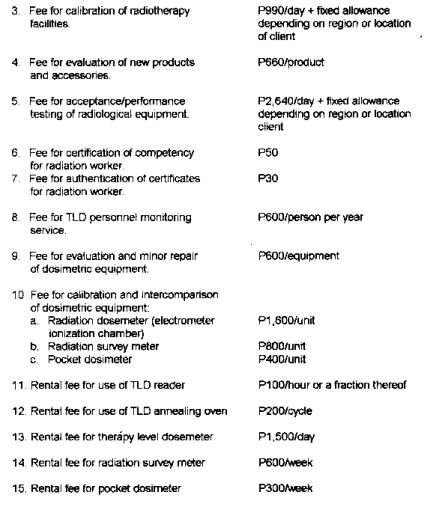 3. Fee for calibration of radiotherapy P990/day + fixed allowance
facilities. depending on region or location
of client
4. Fee for evaluation of new products P660/product
and accessories.
5. Fee for acceptance/performance P2,640/day + fixed allowance
testing of radiological equipment. depending on region or location
client
6. Fee for certification of competency P50
for radiation worker.
7. Fee for authentication of certificates P30
for radiation worker.
8. Fee for TLD personnel monitoring P600/person per year
service.
9. Fee for evaluation and minor repair P600/equipment
of dosimetric equipment.
10 Fee for calibration and intercomparison
of dosimetric equipment:
a. Radiation dosemeter (electrometer P1,600/unit
ionization chamber)
b. Radiation survey meter P800/unit
c. Pocket dosimeter P400/unit
11. Rental fee for use of TLD reader P100/hour or a fraction thereof
12. Rental fee for use of TLD annealing oven P200/cycle
13. Rental fee for therapy level dosemeter P1,500/day
14. Rental fee for radiation survey meter P600/week
15. Rental fee for pocket dosimeter P300/week